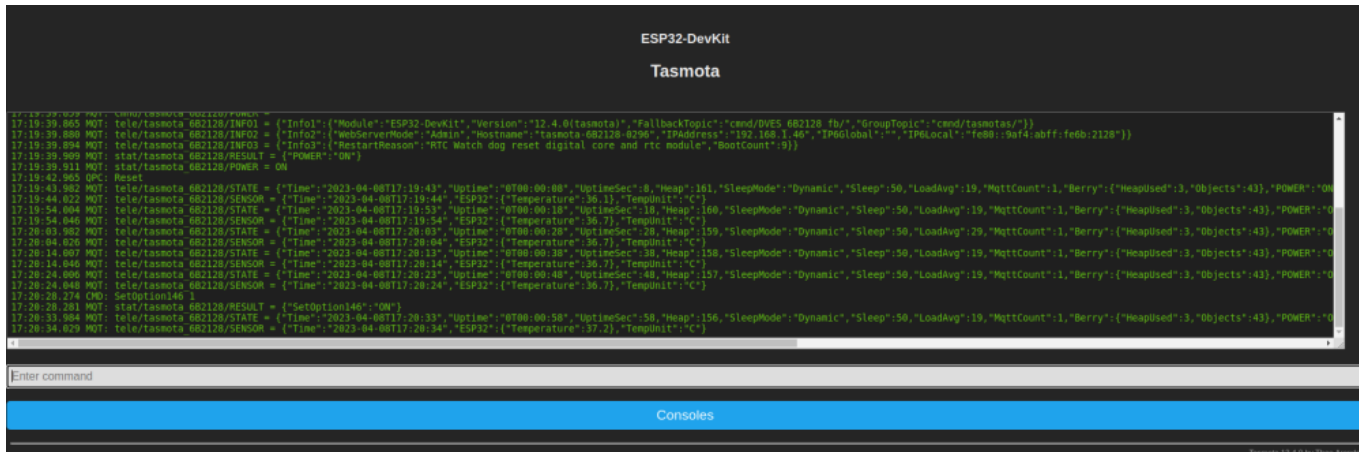 ESP32-DevKit
Tasmota
17:19:39.859 MQT: cmnd/tasmota_6B2128/POWER =
17:19:39.865 MQT: tele/tasmota_6B2128/INFO1 = {"Info1":{"Module":"ESP32-DevKit","Version":"12.4.0(tasmota)","FallbackTopic":"cmnd/DVES_6B2128_fb/","GroupTopic":"cmnd/tasmotas/"}}
17:19:39.880 MQT: tele/tasmota_6B2128/INFO2 = {"Info2":{"WebServerMode":"Admin","Hostname":"tasmota-6B2128-0296","IPAddress":"192.168.1.46","IP6Global":"","IP6Local":"fe80::9af4:abff:fe6b:2128"}}
17:19:39.894 MQT: tele/tasmota_6B2128/INFO3 = {"Info3":{"RestartReason":"RTC Watch dog reset digital core and rtc module","BootCount":9}}
17:19:39.909 MQT: stat/tasmota_6B2128/RESULT = {"POWER":"ON"}
17:19:39.911 MQT: stat/tasmota_6B2128/POWER = ON
17:19:42.965 QPC: Reset
17:19:43.982 MQT: tele/tasmota_6B2128/STATE = {"Time":"2023-04-08T17:19:43","Uptime":"0T00:00:08","UptimeSec":8,"Heap":161,"SleepMode":"Dynamic","Sleep":50,"LoadAvg":19,"MqttCount":1,"Berry":{"HeapUsed":3,"Objects":43},"POWER":"ON
17:19:44.022 MQT: tele/tasmota_6B2128/SENSOR = {"Time":"2023-04-08T17:19:44","ESP32":{"Temperature":36.1},"TempUnit":"C"}
17:19:54.004 MQT: tele/tasmota_6B2128/STATE = {"Time":"2023-04-08T17:19:53","Uptime":"0T00:00:18","UptimeSec":18,"Heap":160,"SleepMode":"Dynamic","Sleep":50,"LoadAvg":19,"MqttCount":1,"Berry":{"HeapUsed":3,"Objects":43},"POWER":"O
17:19:54.046 MQT: tele/tasmota_6B2128/SENSOR = {"Time":"2023-04-08T17:19:54","ESP32":{"Temperature":36.7},"TempUnit":"C"}
17:20:03.982 MQT: tele/tasmota_6B2128/STATE = {"Time":"2023-04-08T17:20:03","Uptime":"0T00:00:28","UptimeSec":28,"Heap":159,"SleepMode":"Dynamic","Sleep":50,"LoadAvg":29,"MqttCount":1,"Berry":{"HeapUsed":3,"Objects":43},"POWER":"O
17:20:04.026 MQT: tele/tasmota_6B2128/SENSOR = {"Time":"2023-04-08T17:20:04","ESP32":{"Temperature":36.7},"TempUnit":"C"}
17:20:14.007 MQT: tele/tasmota_6B2128/STATE = {"Time":"2023-04-08T17:20:13","Uptime":"0T00:00:38","UptimeSec":38,"Heap":158,"SleepMode":"Dynamic","Sleep":50,"LoadAvg":19,"MqttCount":1,"Berry":{"HeapUsed":3,"Objects":43},"POWER":"O
17:20:14.046 MQT: tele/tasmota_6B2128/SENSOR = {"Time":"2023-04-08T17:20:14","ESP32":{"Temperature":36.7},"TempUnit":"C"}
17:20:24.006 MQT: tele/tasmota_6B2128/STATE = {"Time":"2023-04-08T17:20:23","Uptime":"0T00:00:48","UptimeSec":48,"Heap":157,"SleepMode":"Dynamic","Sleep":50,"LoadAvg":19,"MqttCount":1,"Berry":{"HeapUsed":3,"Objects":43},"POWER":"O
17:20:24.048 MQT: tele/tasmota_6B2128/SENSOR = {"Time":"2023-04-08T17:20:24","ESP32":{"Temperature":36.7},"TempUnit":"C"}
17:20:28.274 CMD: SetOption146 1
17:20:28.281 MQT: stat/tasmota_6B2128/RESULT = {"SetOption146":"ON"}
17:20:33.984 MQT: tele/tasmota_6B2128/STATE = {"Time":"2023-04-08T17:20:33","Uptime":"0T00:00:58","UptimeSec":58,"Heap":156,"SleepMode":"Dynamic","Sleep":50,"LoadAvg":19,"MqttCount":1,"Berry":{"HeapUsed":3,"Objects":43},"POWER":"O
17:20:34.029 MQT: tele/tasmota_6B2128/SENSOR = {"Time":"2023-04-08T17:20:34","ESP32":{"Temperature":37.2},"TempUnit":"C"}
Enter command
Consoles